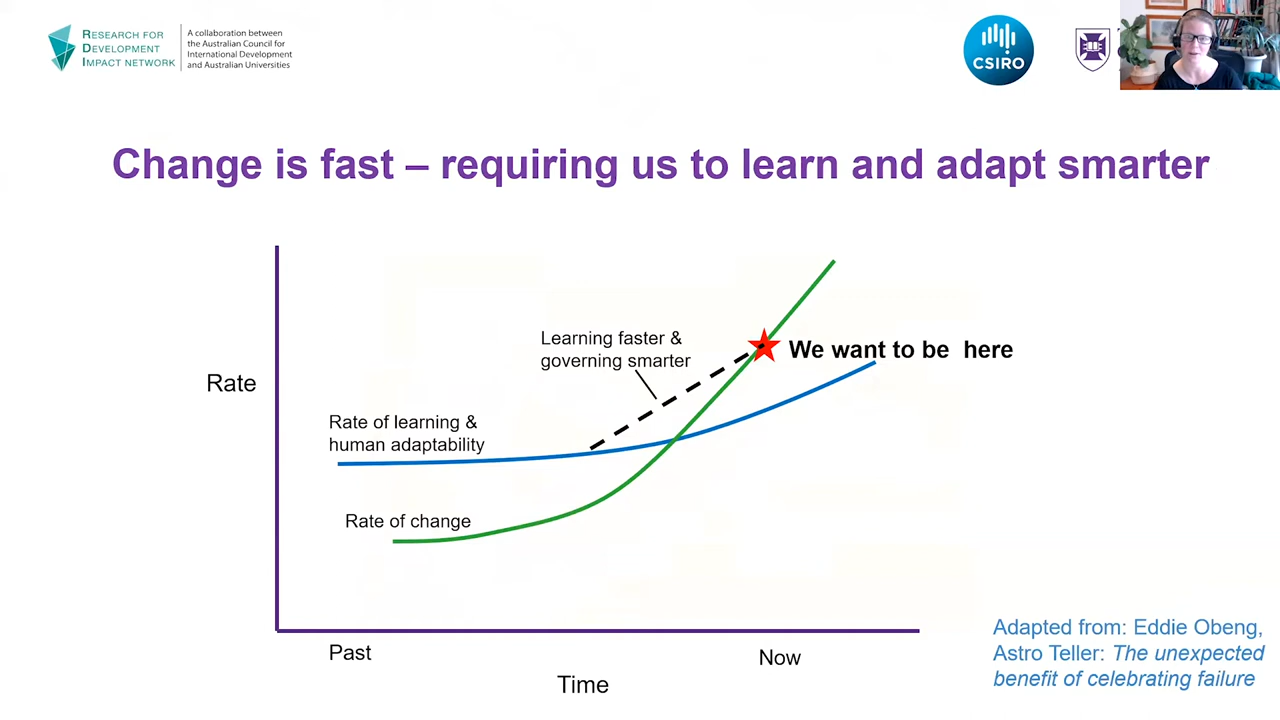 RESEARCH FOR
DEVELOPMENT
IMPACT NETWORK
A collaboration between
the Australian Council for
International Development
and Australian Universities
CSIRO
Change is fast – requiring us to learn and adapt smarter
Learning faster &
governing smarter
We want to be  here
Rate
Rate of learning &
human adaptability
Rate of change
Past
Now
Time
Adapted from: Eddie Obeng,
Astro Teller: The unexpected
benefit of celebrating failure